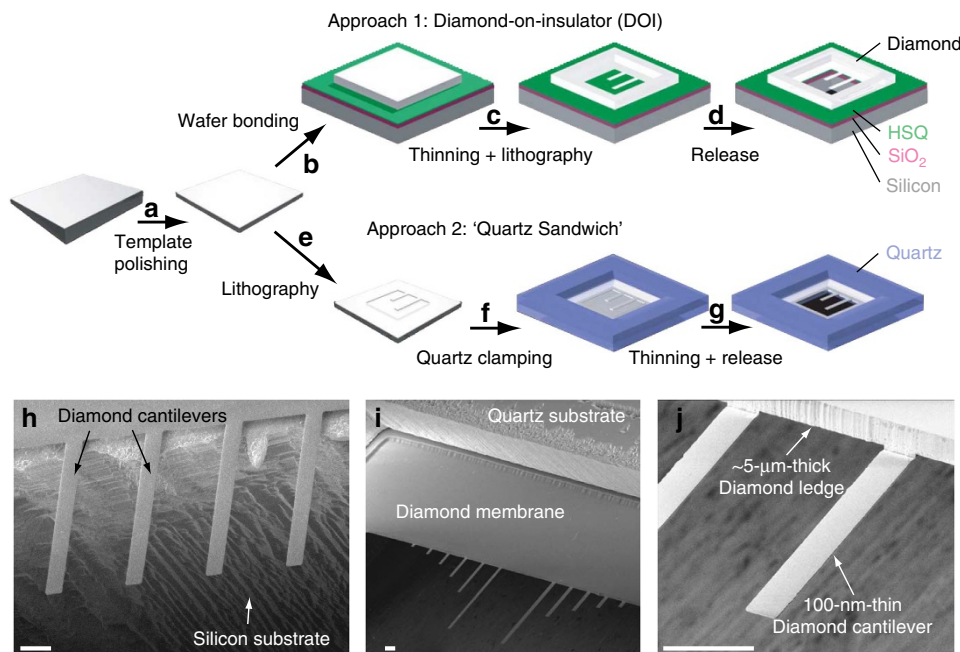 Approach 1: Diamond-on-insulator (DOI)
Diamond
Wafer bonding
b
c
Thinning + lithography
d
Release
HSQ
SiO₂
Silicon
a
Template
polishing
Approach 2: ‘Quartz Sandwich’
e
Lithography
Quartz
f
Quartz clamping
g
Thinning + release
h
Diamond cantilevers
Silicon substrate
i
Quartz substrate
Diamond membrane
j
~5-μm-thick
Diamond ledge
100-nm-thin
Diamond cantilever